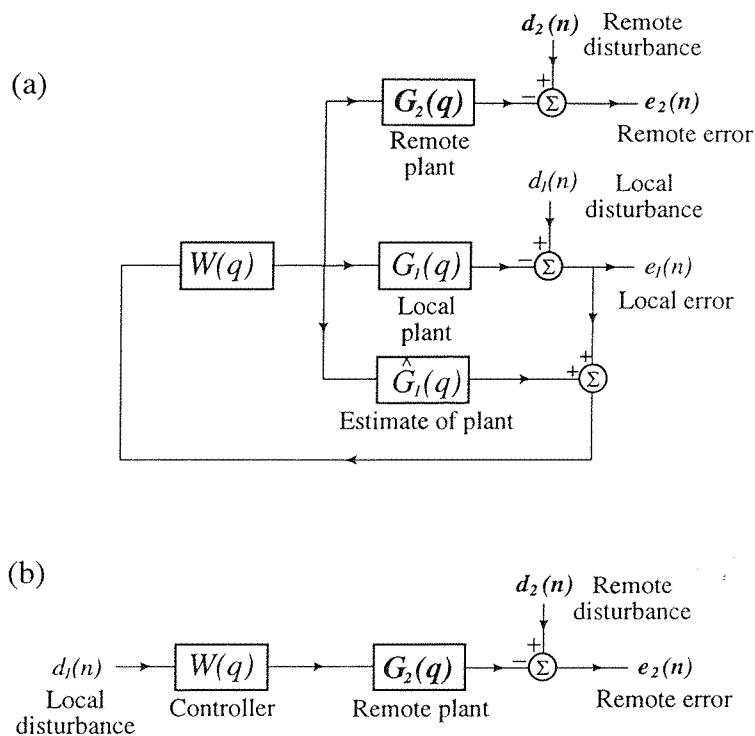 (a)
d₂(n) Remote
disturbance
+
G₂(q) − Σ e₂(n)
Remote
plant
Remote error
d₁(n) Local
disturbance
+
W(q) G₁(q) − Σ e₁(n)
Local
plant
Local error
+
Ĝ₁(q) + Σ
Estimate of plant
(b)
d₂(n) Remote
disturbance
+
d₁(n) W(q) G₂(q) − Σ e₂(n)
Local
disturbance
Controller Remote plant Remote error